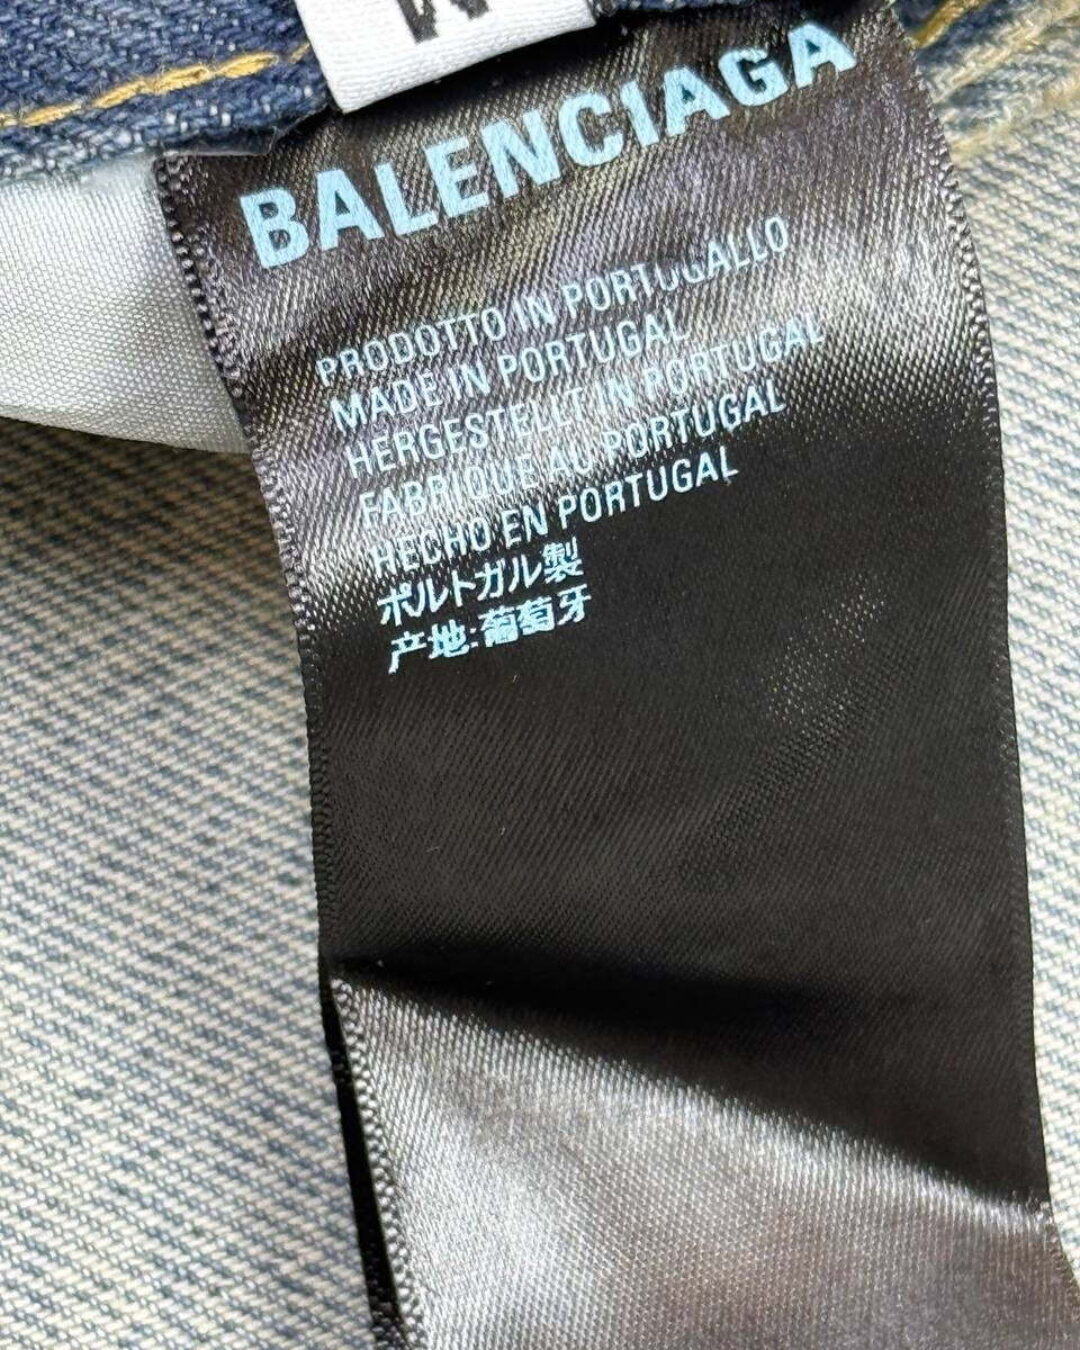 M
BALENCIAGA
PRODOTTO IN PORTUGALLO
MADE IN PORTUGAL
HERGESTELLT IN PORTUGAL
FABRIQUE AU PORTUGAL
HECHO EN PORTUGAL
ポルトガル製
产地:葡萄牙